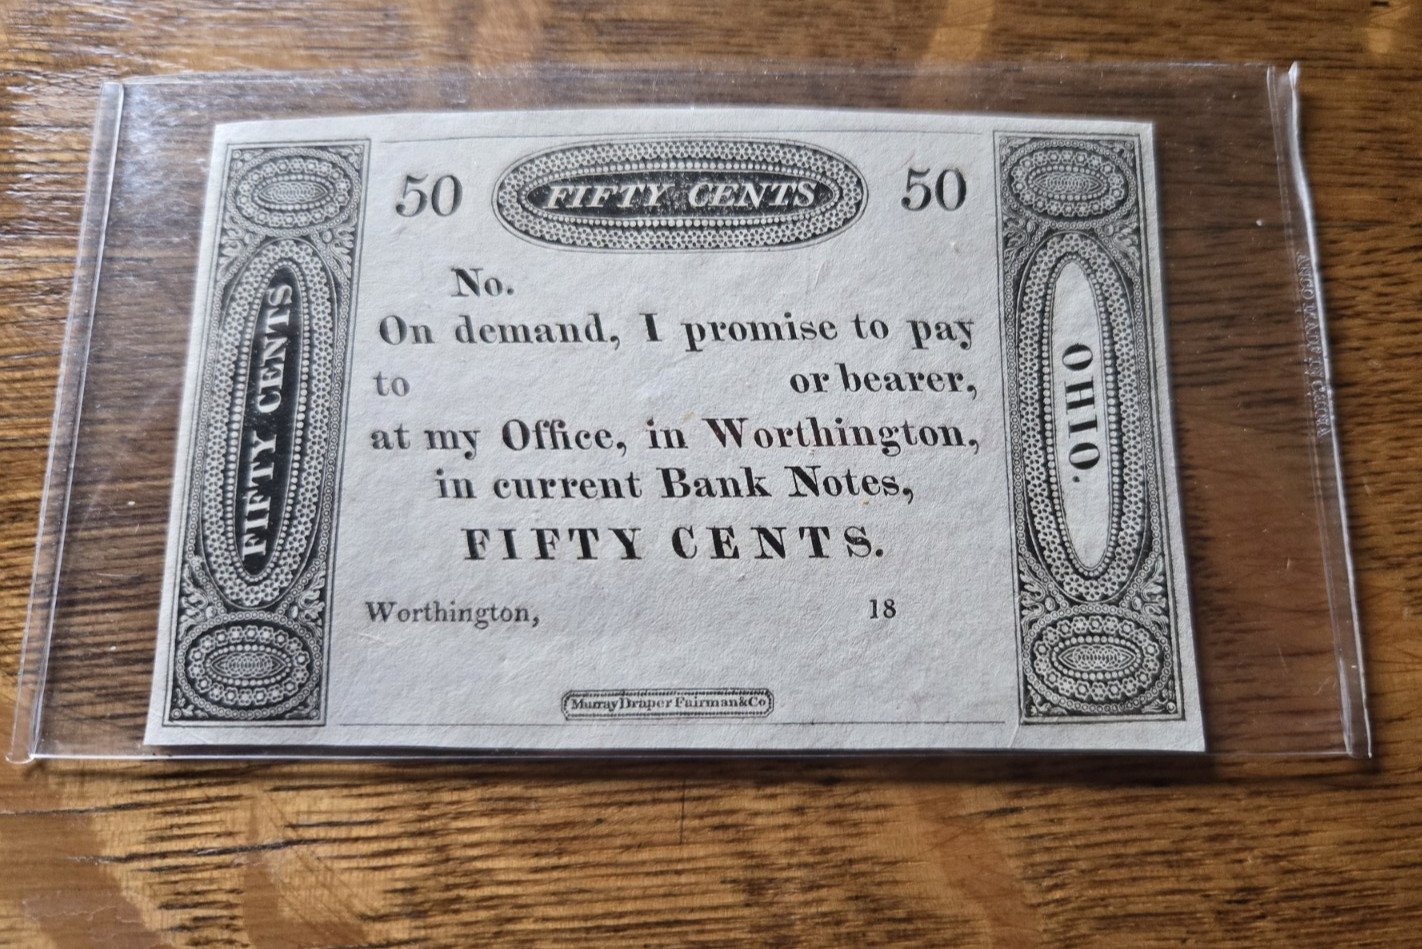 50 FIFTY CENTS 50
No.
On demand, I promise to pay
to or bearer,
at my Office, in Worthington,
in current Bank Notes,
FIFTY CENTS.
Worthington, 18
Murray Draper Fairman&Co
FIFTY CENTS
OHIO.